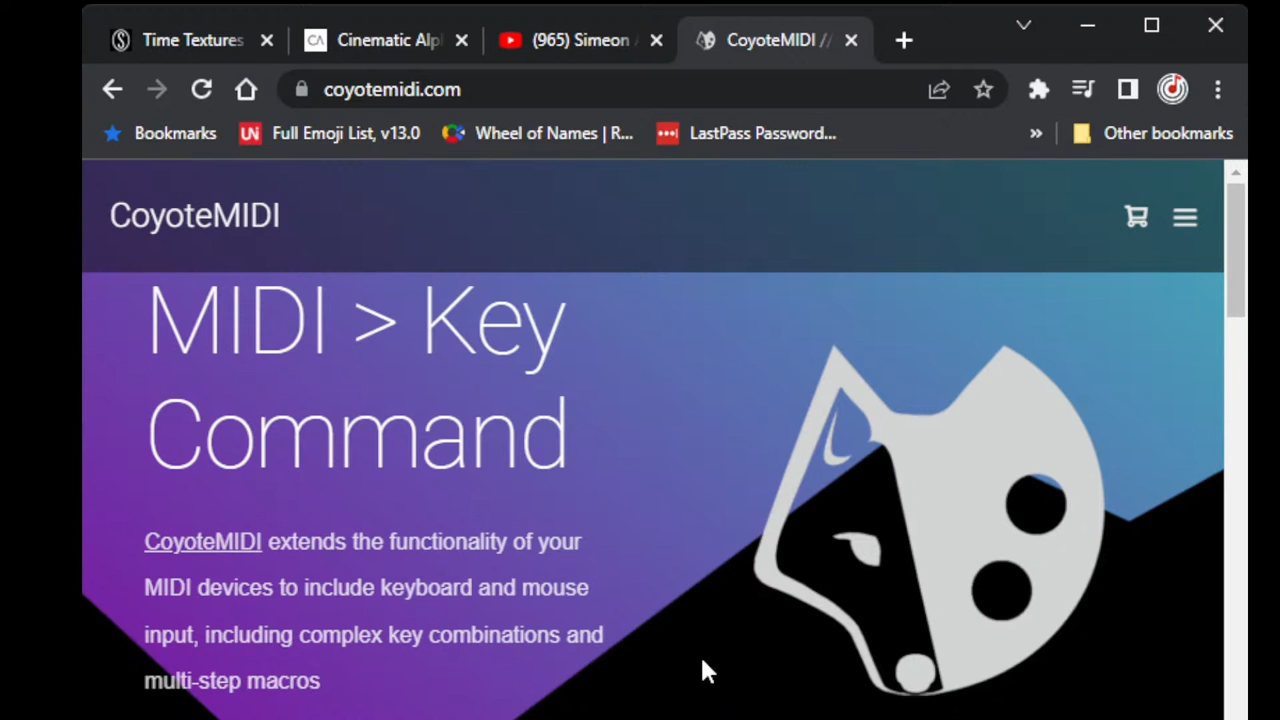 Time Textures
CA
Cinematic Alp
(965) Simeon
CoyoteMIDI //
coyotemidi.com
Bookmarks
UN
Full Emoji List, v13.0
Wheel of Names | R...
LastPass Password...
»
Other bookmarks
CoyoteMIDI
MIDI > Key
Command
CoyoteMIDI extends the functionality of your
MIDI devices to include keyboard and mouse
input, including complex key combinations and
multi-step macros